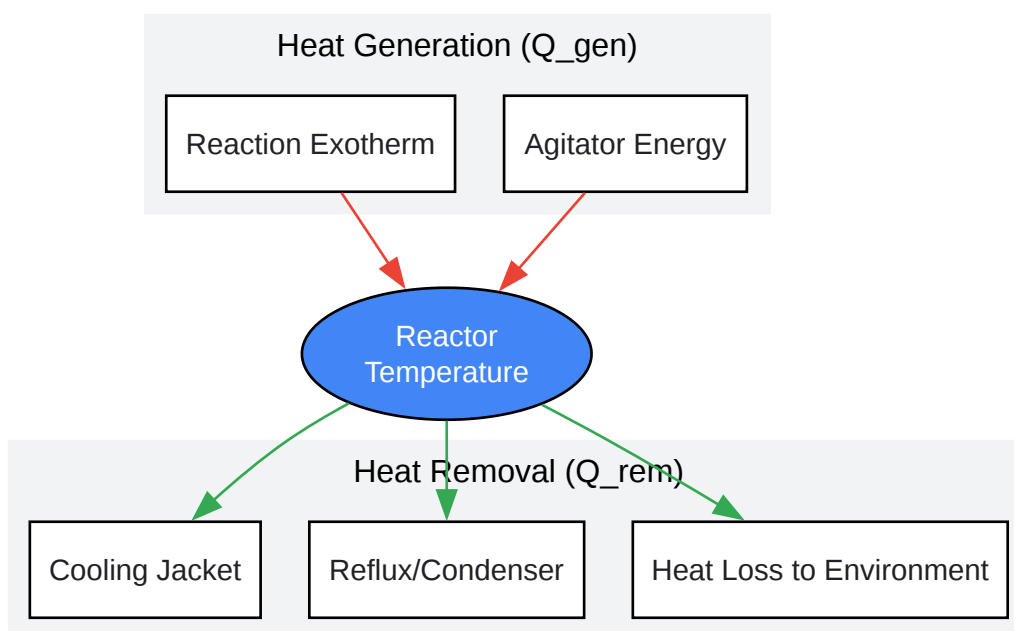 Heat Generation (Q_gen)
Reaction Exotherm
Agitator Energy
Reactor
Temperature
Heat Removal (Q_rem)
Cooling Jacket
Reflux/Condenser
Heat Loss to Environment